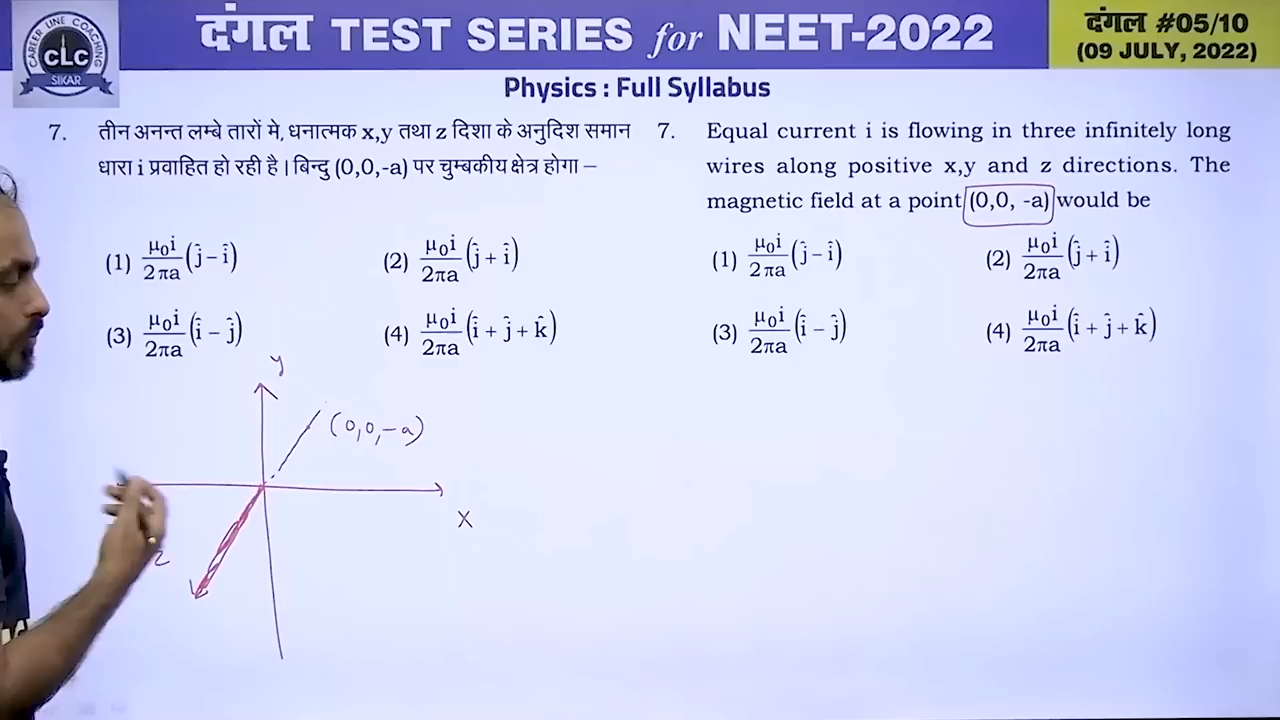 CAREER LINE COACHING
CLC
SIKAR
दंगल TEST SERIES for NEET-2022
दंगल #05/10
(09 JULY, 2022)
Physics : Full Syllabus
7. तीन अनन्त लम्बे तारों मे, धनात्मक x,y तथा z दिशा के अनुदिश समान
धारा i प्रवाहित हो रही है। बिन्दु (0,0,-a) पर चुम्बकीय क्षेत्र होगा –
(1) μ₀i/2πa (ĵ – î) (2) μ₀i/2πa (ĵ + î)
(3) μ₀i/2πa (î – ĵ) (4) μ₀i/2πa (î + ĵ + k̂)
7. Equal current i is flowing in three infinitely long
wires along positive x,y and z directions. The
magnetic field at a point (0,0, -a) would be
(1) μ₀i/2πa (ĵ – î) (2) μ₀i/2πa (ĵ + î)
(3) μ₀i/2πa (î – ĵ) (4) μ₀i/2πa (î + ĵ + k̂)
y
(0,0,-a)
x
z